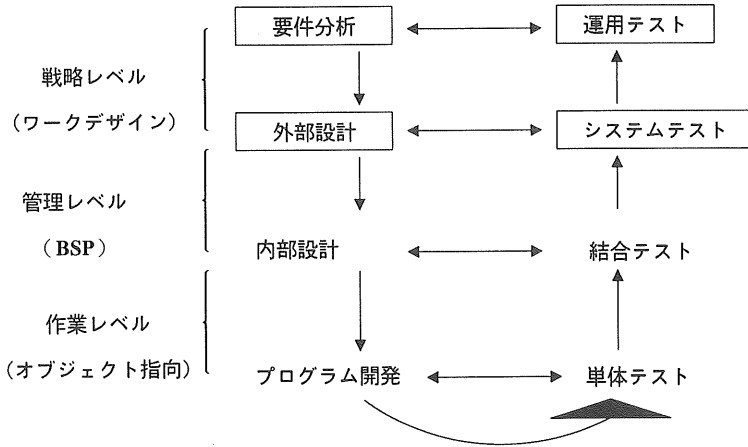 要件分析
運用テスト
戦略レベル
(ワークデザイン)
外部設計
システムテスト
管理レベル
(BSP)
内部設計
結合テスト
作業レベル
(オブジェクト指向)
プログラム開発
単体テスト